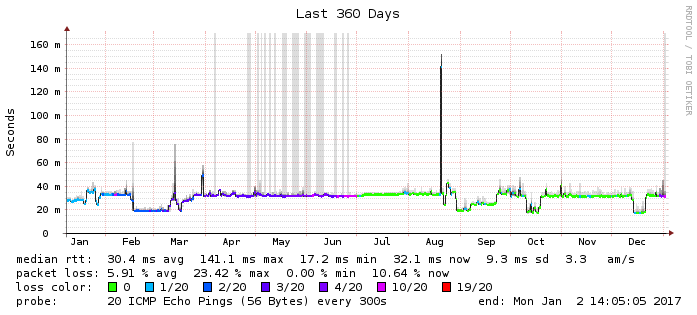 Last 360 Days
RRDTOOL / TOBI OETIKER
Seconds
160 m
140 m
120 m
100 m
80 m
60 m
40 m
20 m
0
Jan Feb Mar Apr May Jun Jul Aug Sep Oct Nov Dec
median rtt: 30.4 ms avg 141.1 ms max 17.2 ms min 32.1 ms now 9.3 ms sd 3.3 am/s
packet loss: 5.91 % avg 23.42 % max 0.00 % min 10.64 % now
loss color: 0 1/20 2/20 3/20 4/20 10/20 19/20
probe: 20 ICMP Echo Pings (56 Bytes) every 300s end: Mon Jan 2 14:05:05 2017